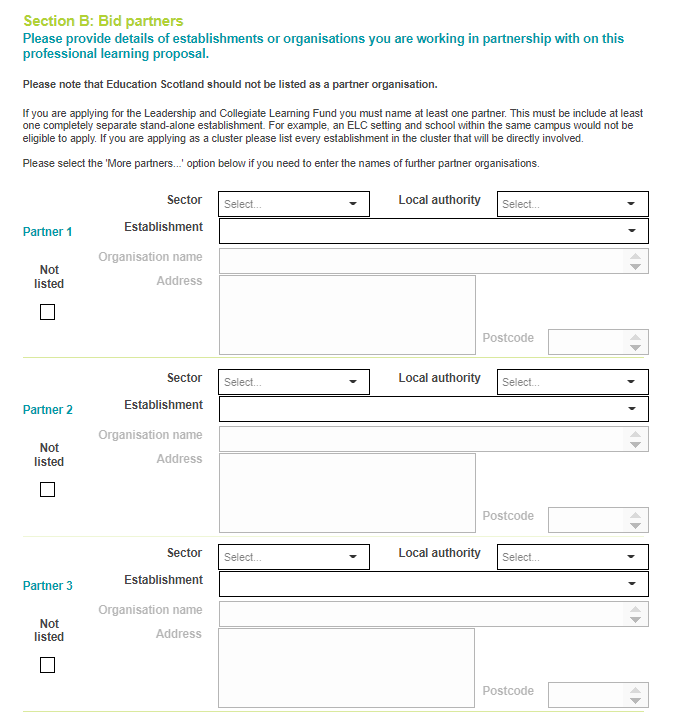 Section B: Bid partners
Please provide details of establishments or organisations you are working in partnership with on this
professional learning proposal.
Please note that Education Scotland should not be listed as a partner organisation.
If you are applying for the Leadership and Collegiate Learning Fund you must name at least one partner. This must be include at least
one completely separate stand-alone establishment. For example, an ELC setting and school within the same campus would not be
eligible to apply. If you are applying as a cluster please list every establishment in the cluster that will be directly involved.
Please select the 'More partners...' option below if you need to enter the names of further partner organisations.
Sector Select... Local authority Select...
Partner 1 Establishment
Organisation name
Not
listed
Address
Postcode
Sector Select... Local authority Select...
Partner 2 Establishment
Organisation name
Not
listed
Address
Postcode
Sector Select... Local authority Select...
Partner 3 Establishment
Organisation name
Not
listed
Address
Postcode